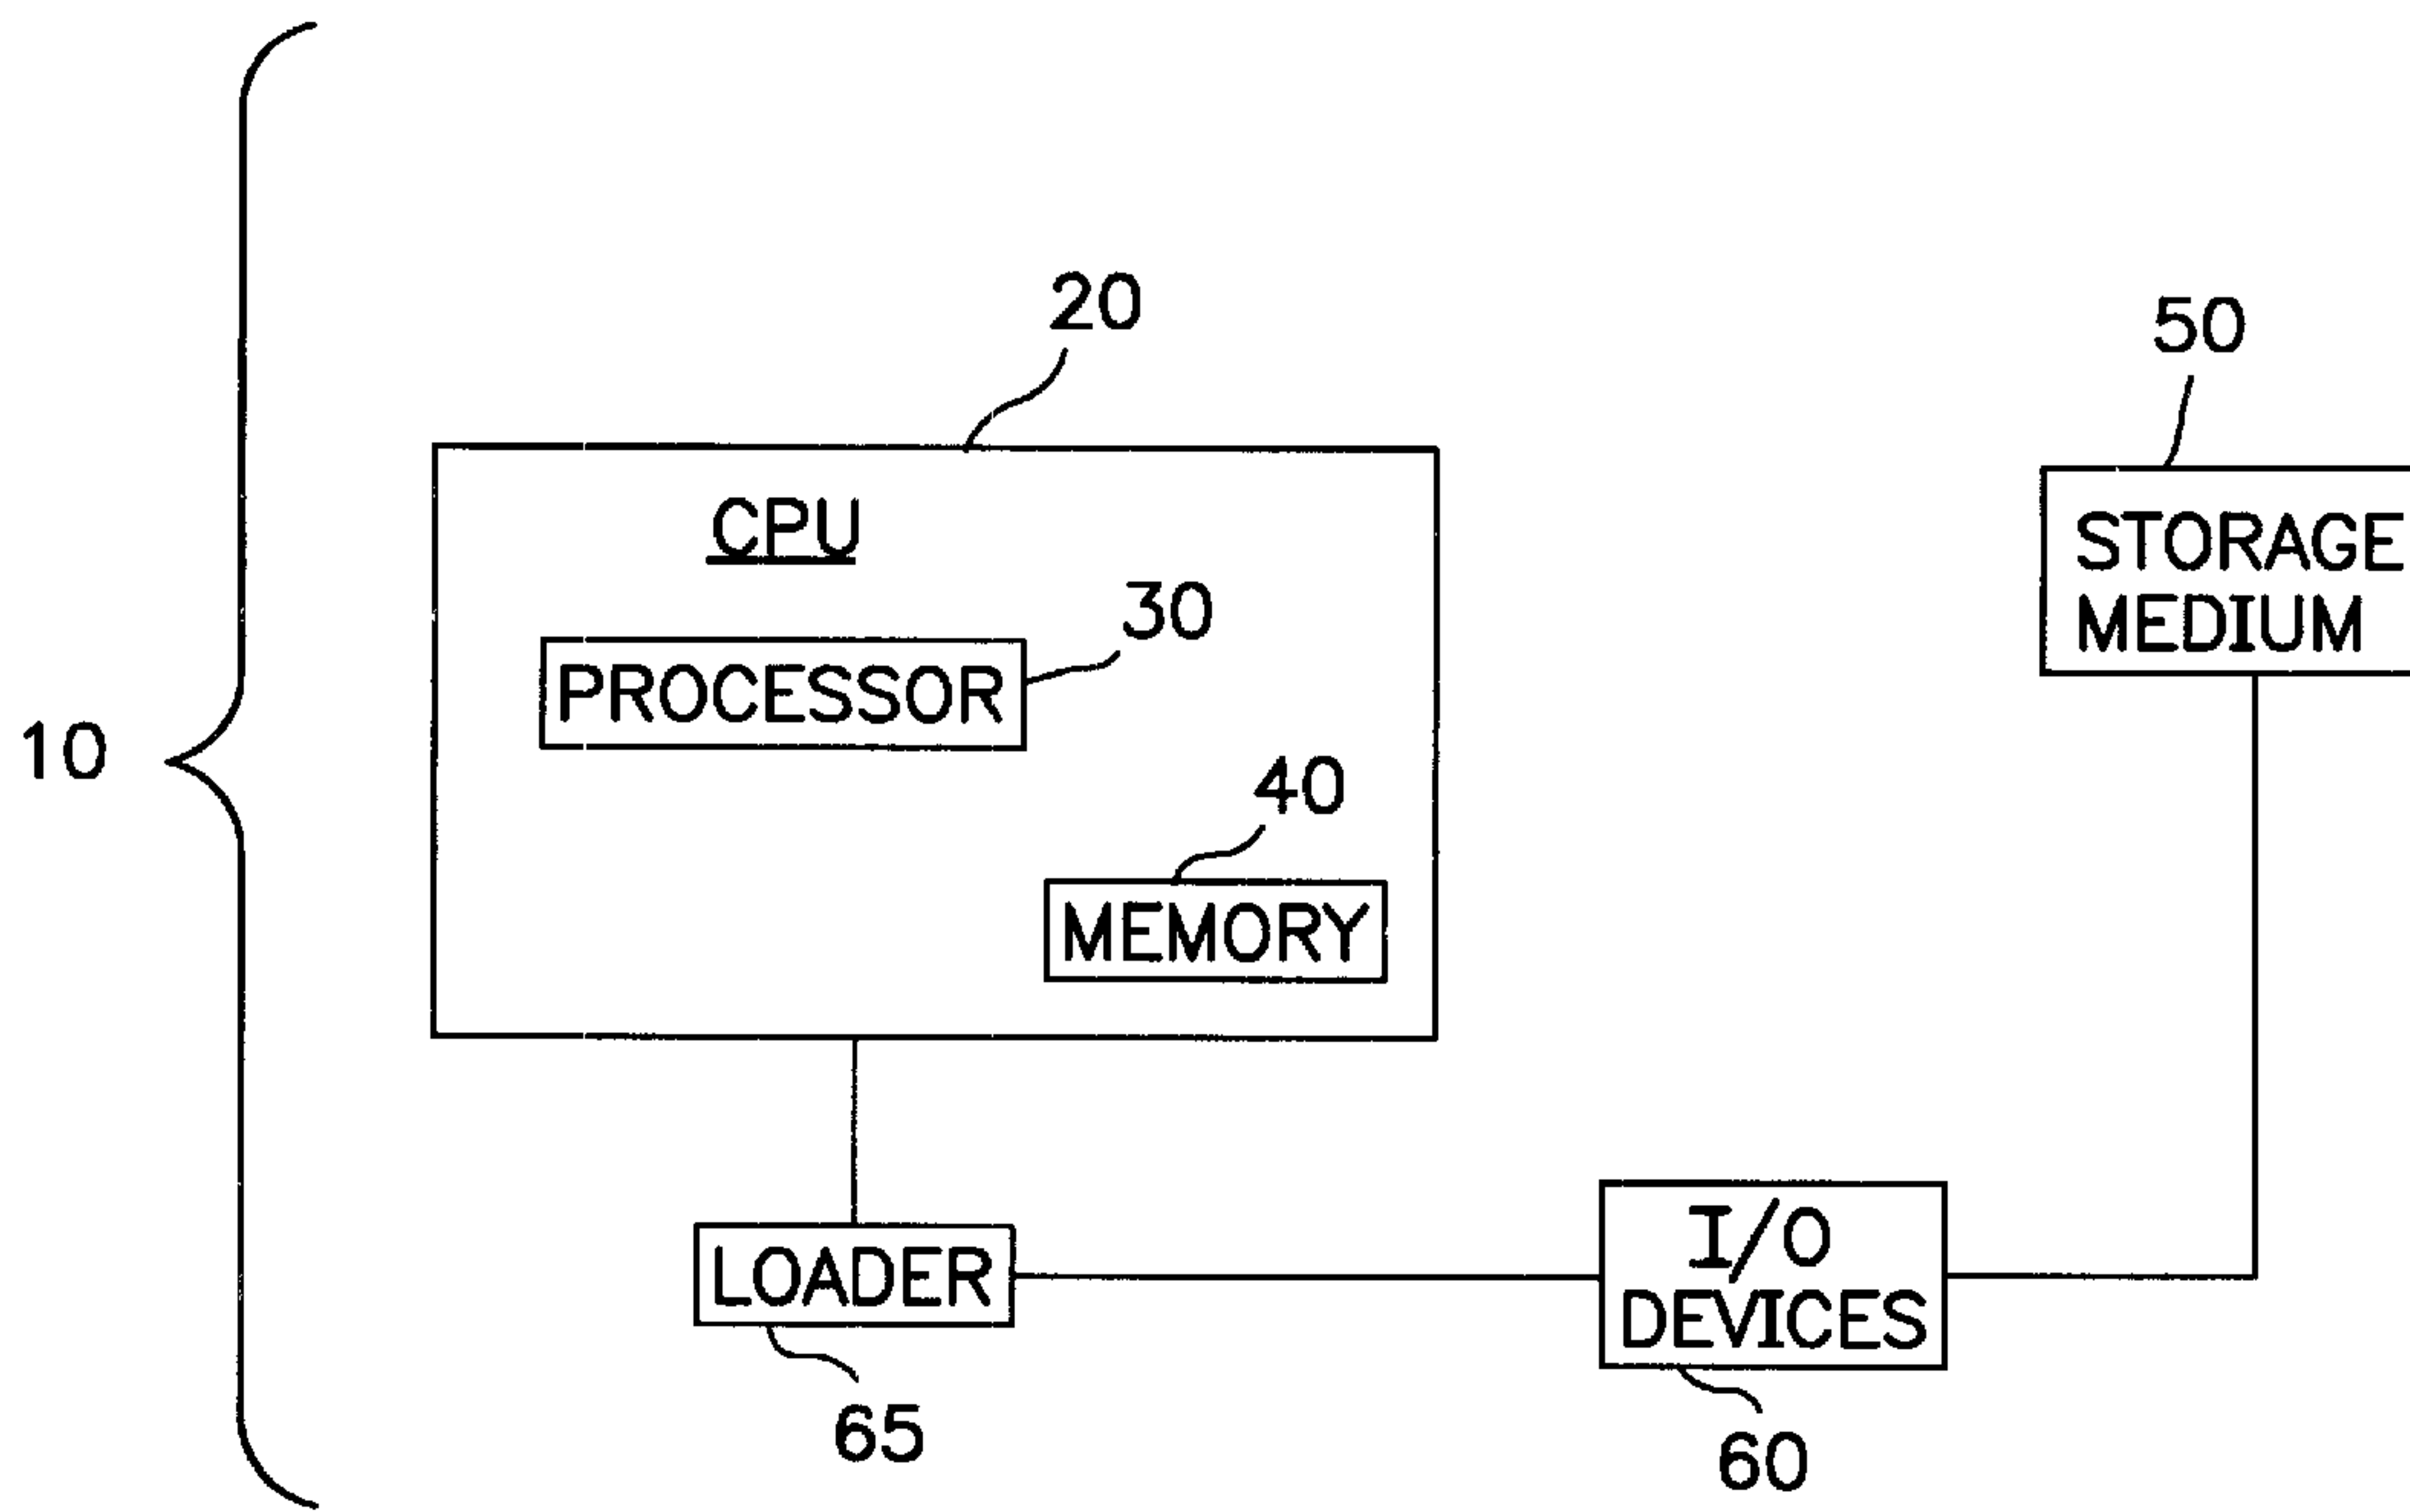 20
50
CPU
STORAGE
MEDIUM
30
PROCESSOR
10
40
MEMORY
I/O
DEVICES
LOADER
65
60